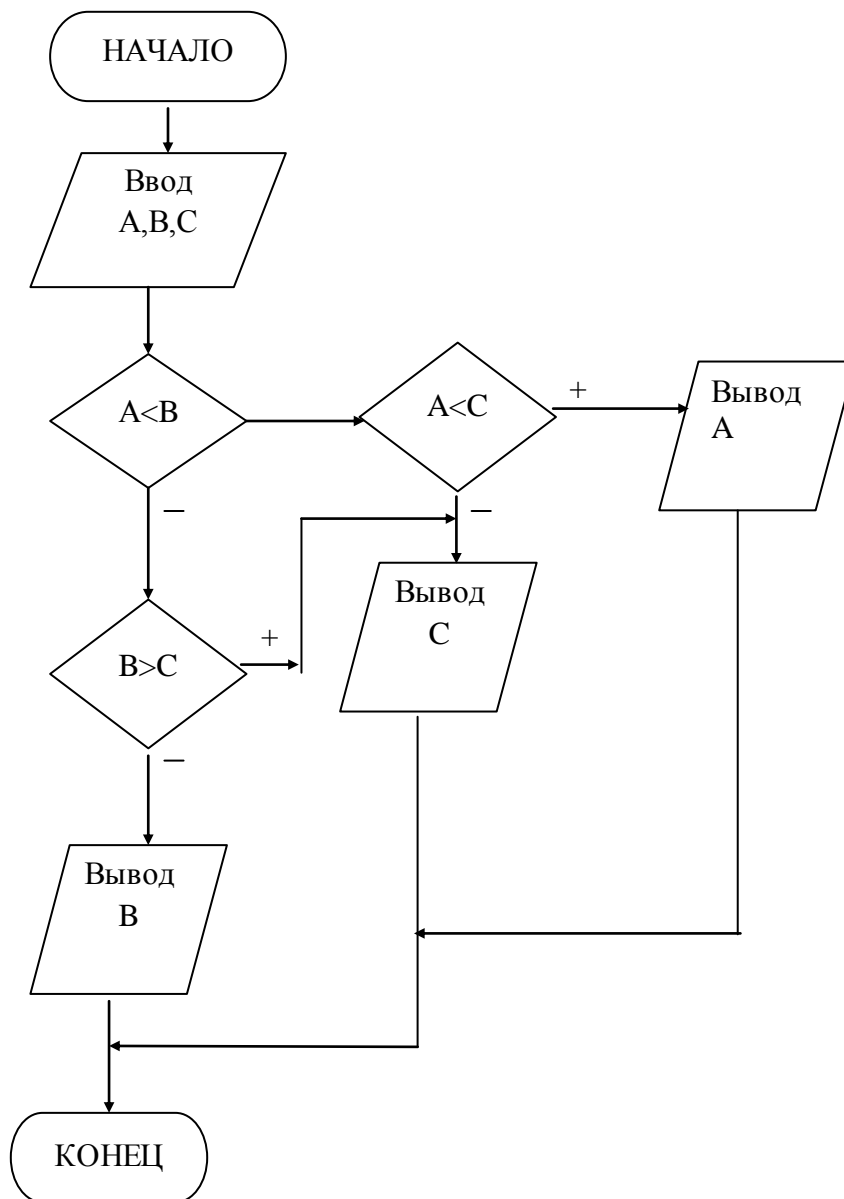 НАЧАЛО
Ввод
А,В,С
А<В
А<С
+
Вывод
А
–
–
Вывод
С
В>С
+
–
Вывод
В
КОНЕЦ